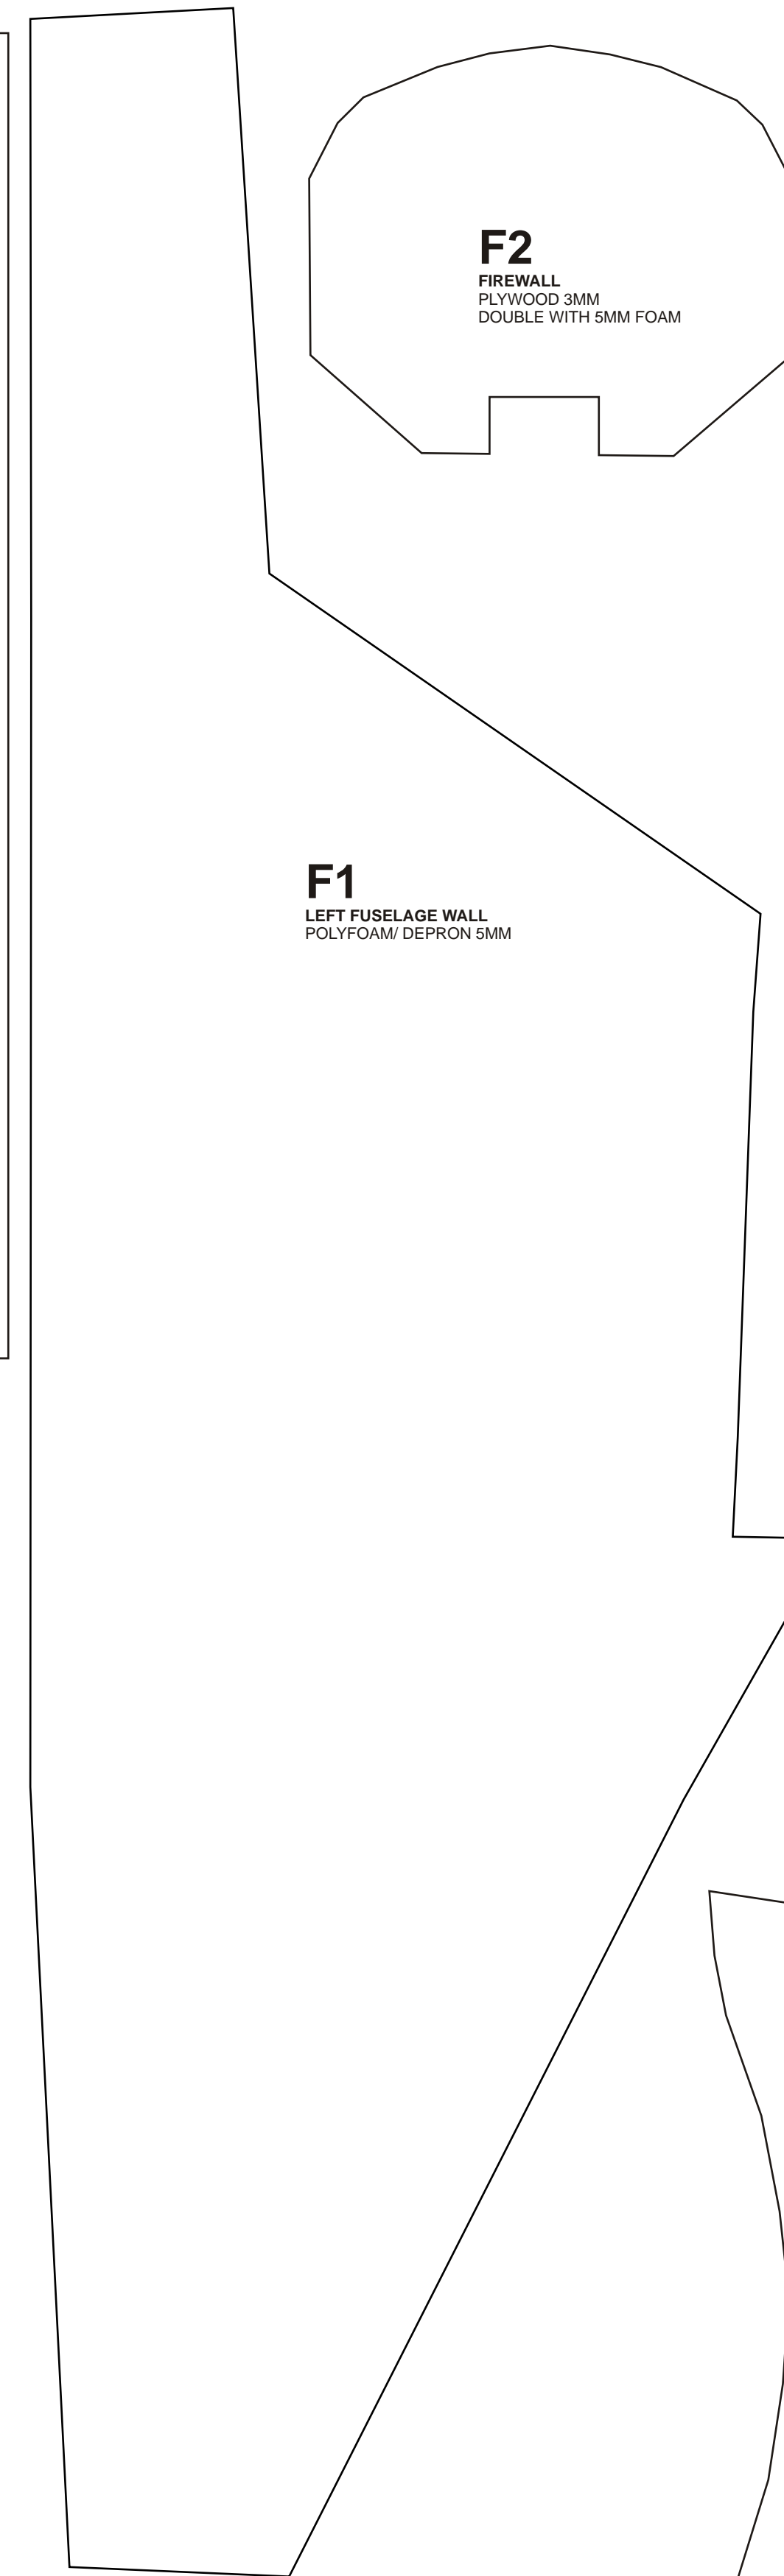 F2
FIREWALL
PLYWOOD 3MM
DOUBLE WITH 5MM FOAM
F1
LEFT FUSELAGE WALL
POLYFOAM/ DEPRON 5MM